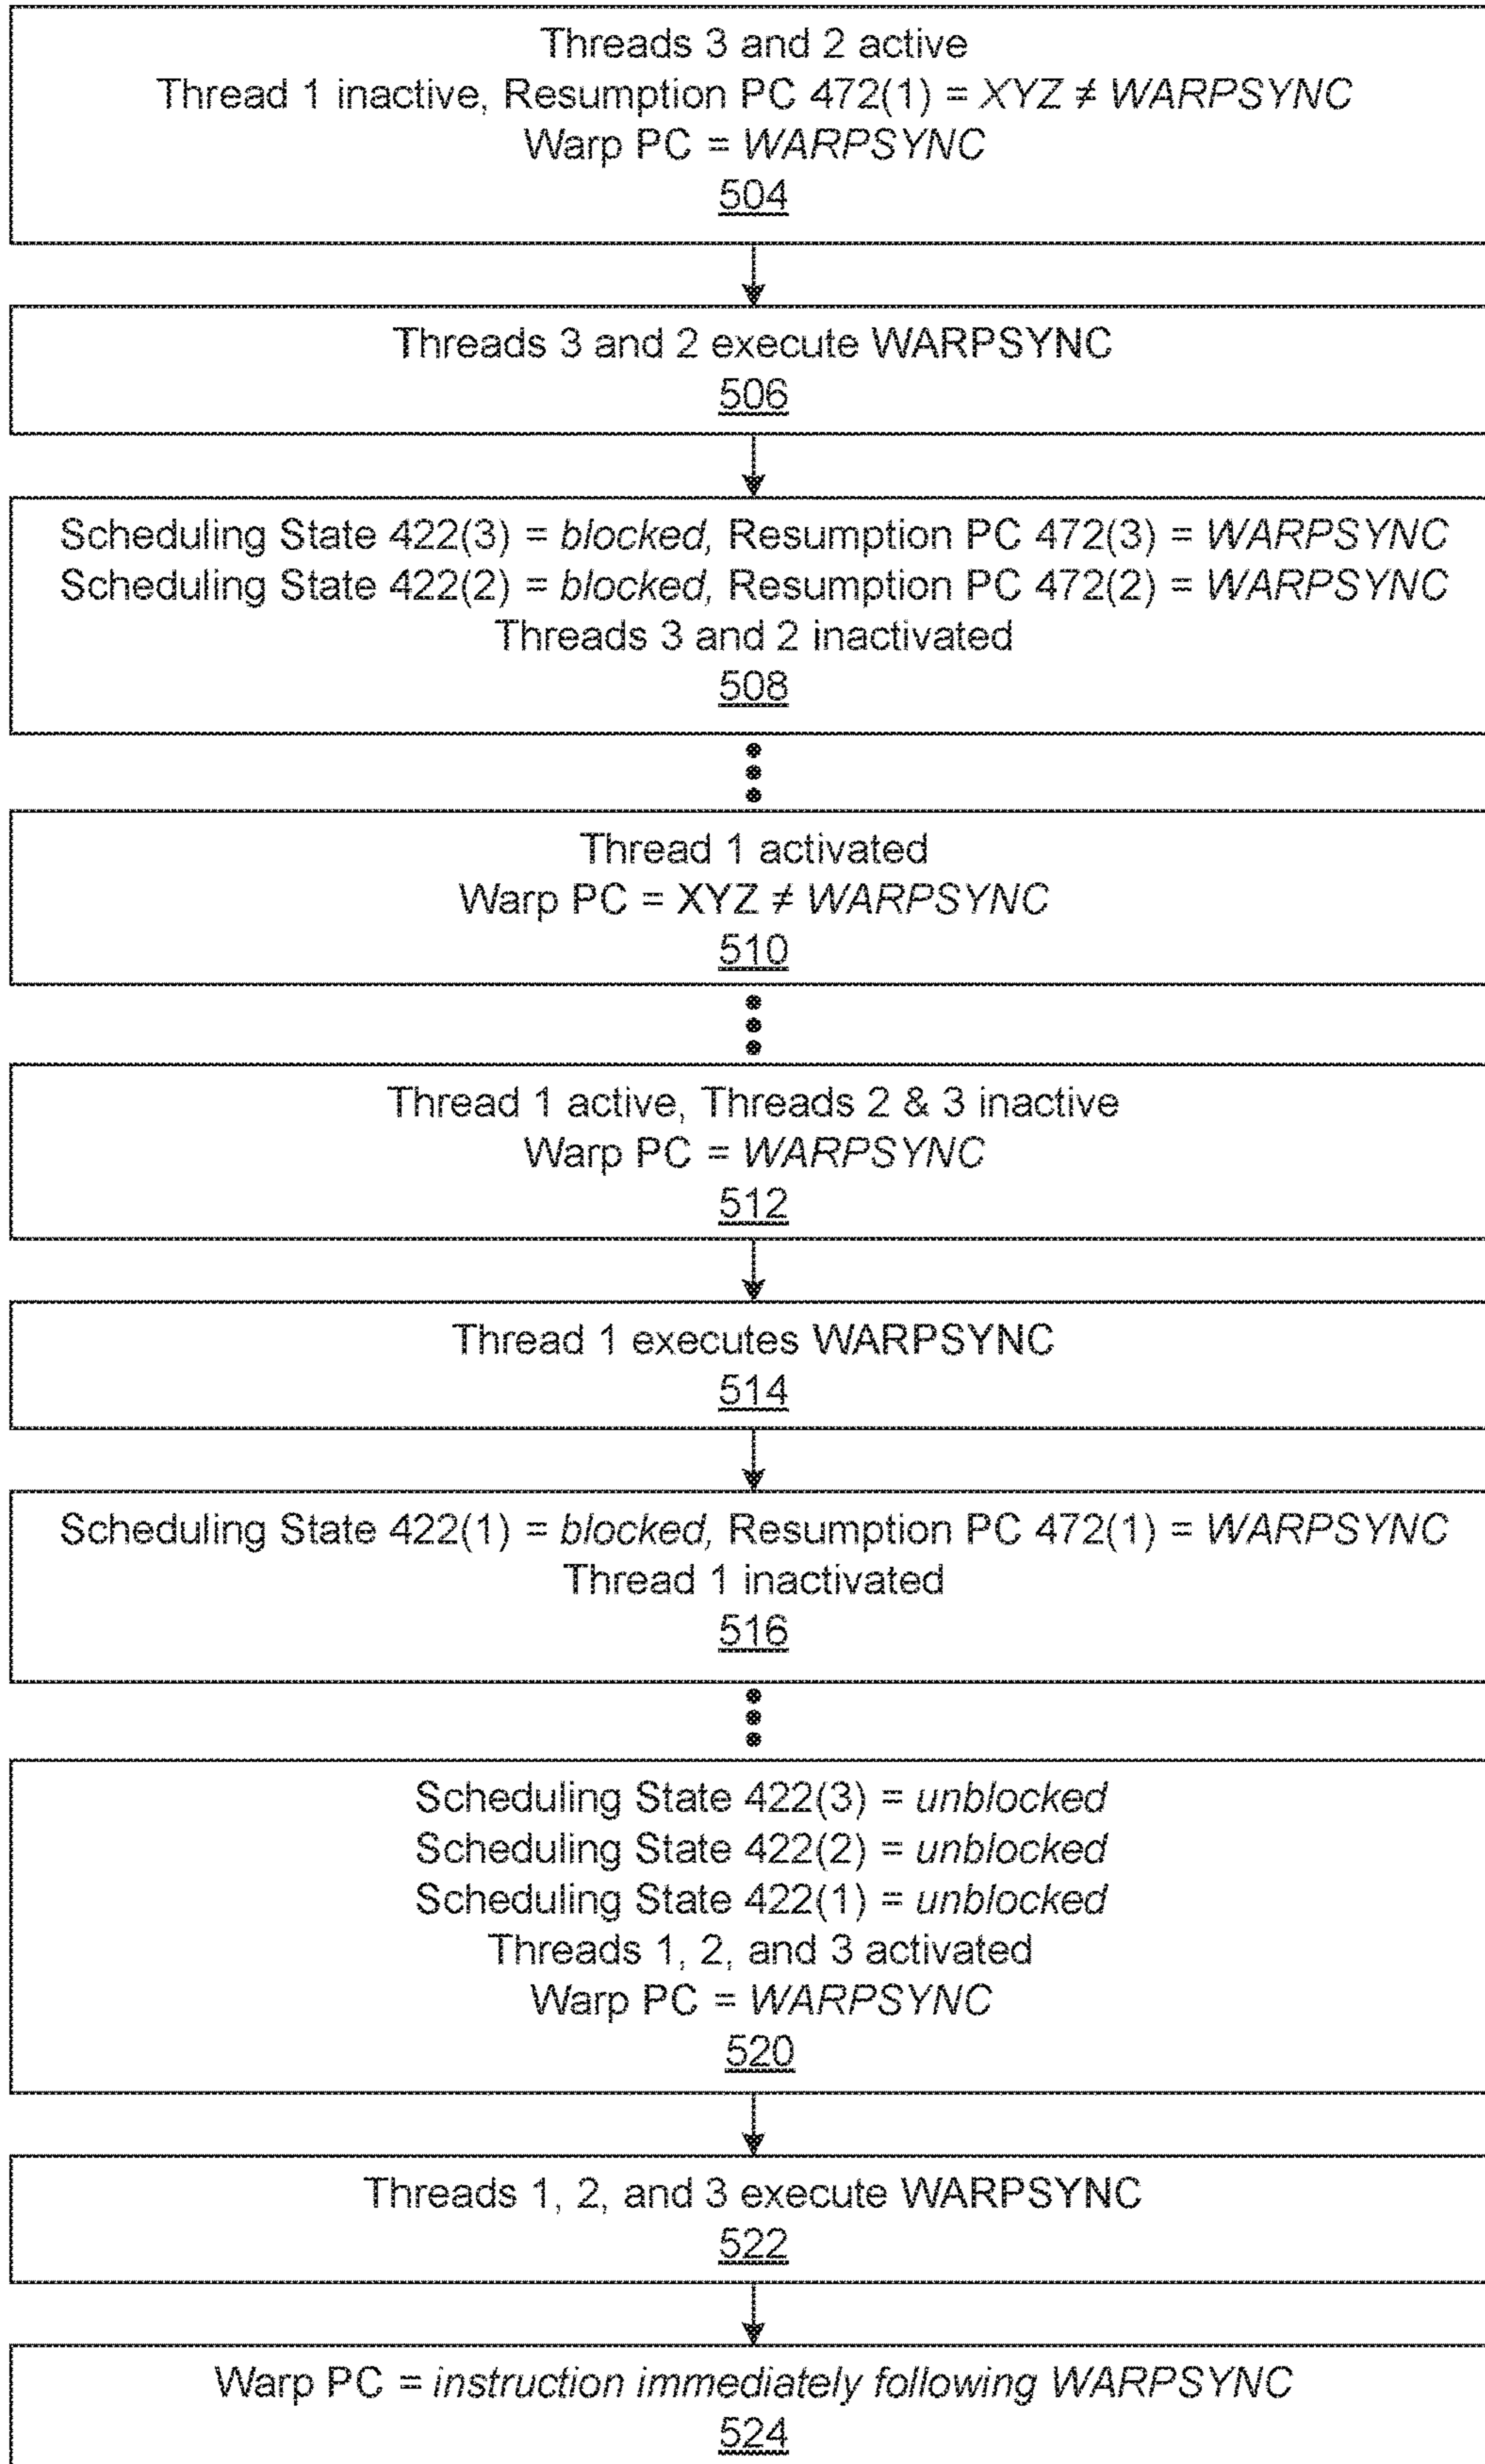 Threads 3 and 2 active
Thread 1 inactive, Resumption PC 472(1) = XYZ ≠ WARPSYNC
Warp PC = WARPSYNC
504
Threads 3 and 2 execute WARPSYNC
506
Scheduling State 422(3) = blocked, Resumption PC 472(3) = WARPSYNC
Scheduling State 422(2) = blocked, Resumption PC 472(2) = WARPSYNC
Threads 3 and 2 inactivated
508
Thread 1 activated
Warp PC = XYZ ≠ WARPSYNC
510
Thread 1 active, Threads 2 & 3 inactive
Warp PC = WARPSYNC
512
Thread 1 executes WARPSYNC
514
Scheduling State 422(1) = blocked, Resumption PC 472(1) = WARPSYNC
Thread 1 inactivated
516
Scheduling State 422(3) = unblocked
Scheduling State 422(2) = unblocked
Scheduling State 422(1) = unblocked
Threads 1, 2, and 3 activated
Warp PC = WARPSYNC
520
Threads 1, 2, and 3 execute WARPSYNC
522
Warp PC = instruction immediately following WARPSYNC
524